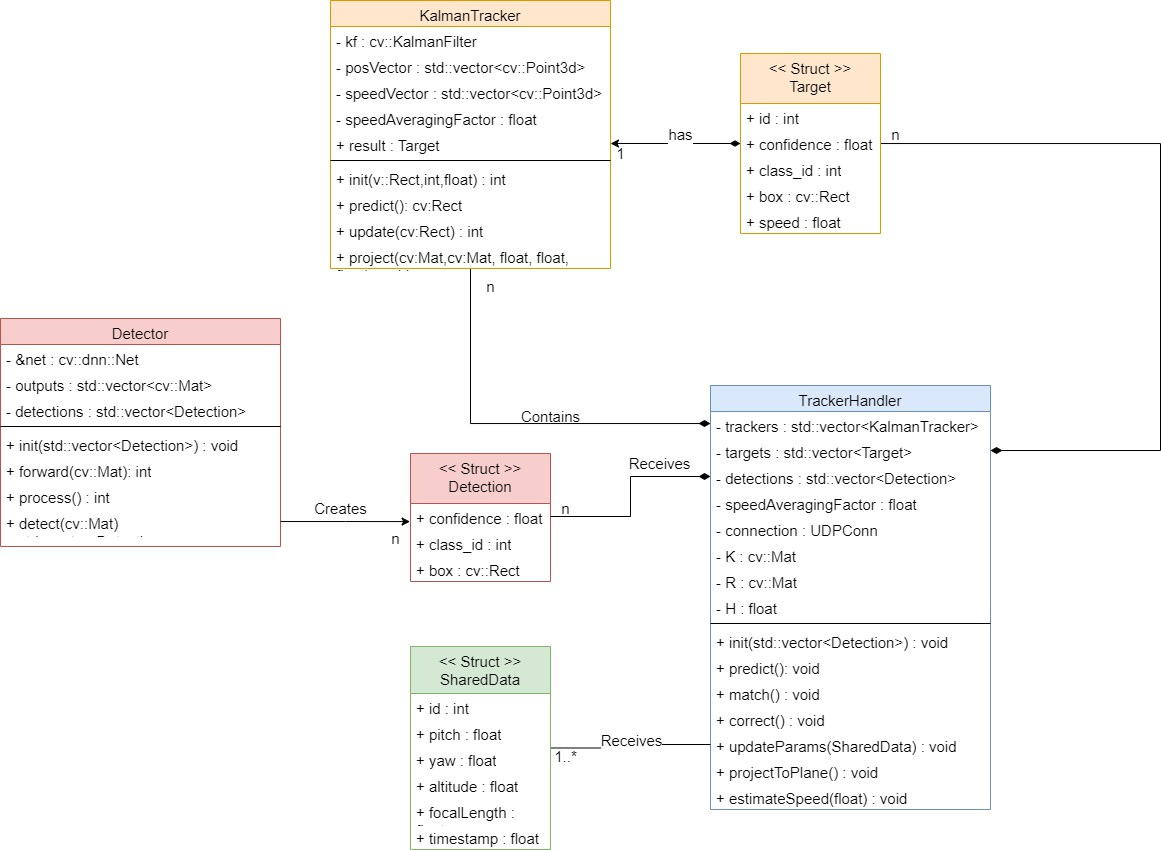 KalmanTracker
- kf : cv::KalmanFilter
- posVector : std::vector<cv::Point3d>
- speedVector : std::vector<cv::Point3d>
- speedAveragingFactor : float
+ result : Target
+ init(v::Rect,int,float) : int
+ predict(): cv:Rect
+ update(cv:Rect) : int
+ project(cv:Mat,cv:Mat, float, float,
n
has
1
<< Struct >>
Target
+ id : int
+ confidence : float
+ class_id : int
+ box : cv::Rect
+ speed : float
n
Detector
- &net : cv::dnn::Net
- outputs : std::vector<cv::Mat>
- detections : std::vector<Detection>
+ init(std::vector<Detection>) : void
+ forward(cv::Mat): int
+ process() : int
+ detect(cv::Mat)
Creates
n
Contains
<< Struct >>
Detection
+ confidence : float
+ class_id : int
+ box : cv::Rect
n
Receives
TrackerHandler
- trackers : std::vector<KalmanTracker>
- targets : std::vector<Target>
- detections : std::vector<Detection>
- speedAveragingFactor : float
- connection : UDPConn
- K : cv::Mat
- R : cv::Mat
- H : float
+ init(std::vector<Detection>) : void
+ predict(): void
+ match() : void
+ correct() : void
+ updateParams(SharedData) : void
+ projectToPlane() : void
+ estimateSpeed(float) : void
<< Struct >>
SharedData
+ id : int
+ pitch : float
+ yaw : float
+ altitude : float
+ focalLength :
+ timestamp : float
1..*
Receives